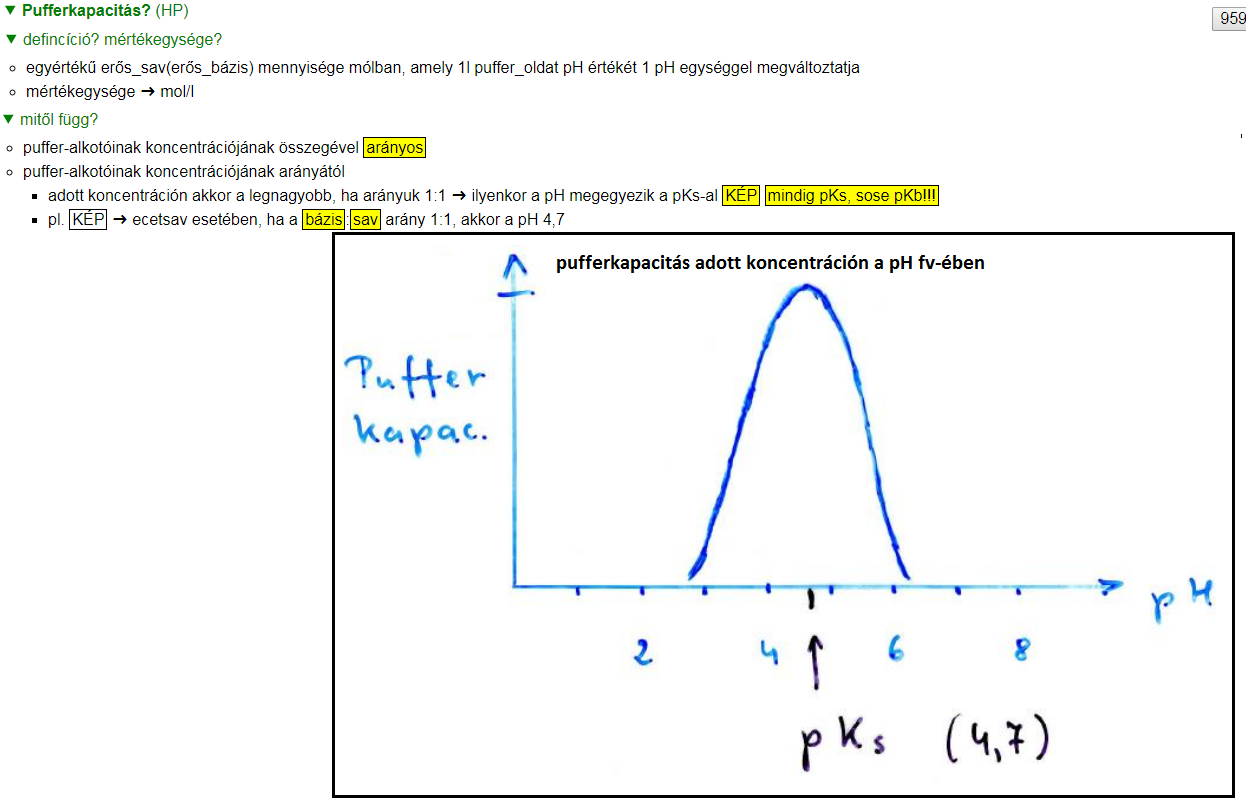 ▼ Pufferkapacitás? (HP)
959
▼ defincíció? mértékegysége?
egyértékű erős_sav(erős_bázis) mennyisége mólban, amely 1l puffer_oldat pH értékét 1 pH egységgel megváltoztatja
mértékegysége → mol/l
▼ mitől függ?
puffer-alkotóinak koncentrációjának összegével arányos
puffer-alkotóinak koncentrációjának arányától
adott koncentráción akkor a legnagyobb, ha arányuk 1:1 → ilyenkor a pH megegyezik a pKs-al KÉP mindig pKs, sose pKb!!!
pl. KÉP → ecetsav esetében, ha a bázis:sav arány 1:1, akkor a pH 4,7
pufferkapacitás adott koncentráción a pH fv-ében
Puffer
kapac.
pH
2 4 6 8
pKs (4,7)